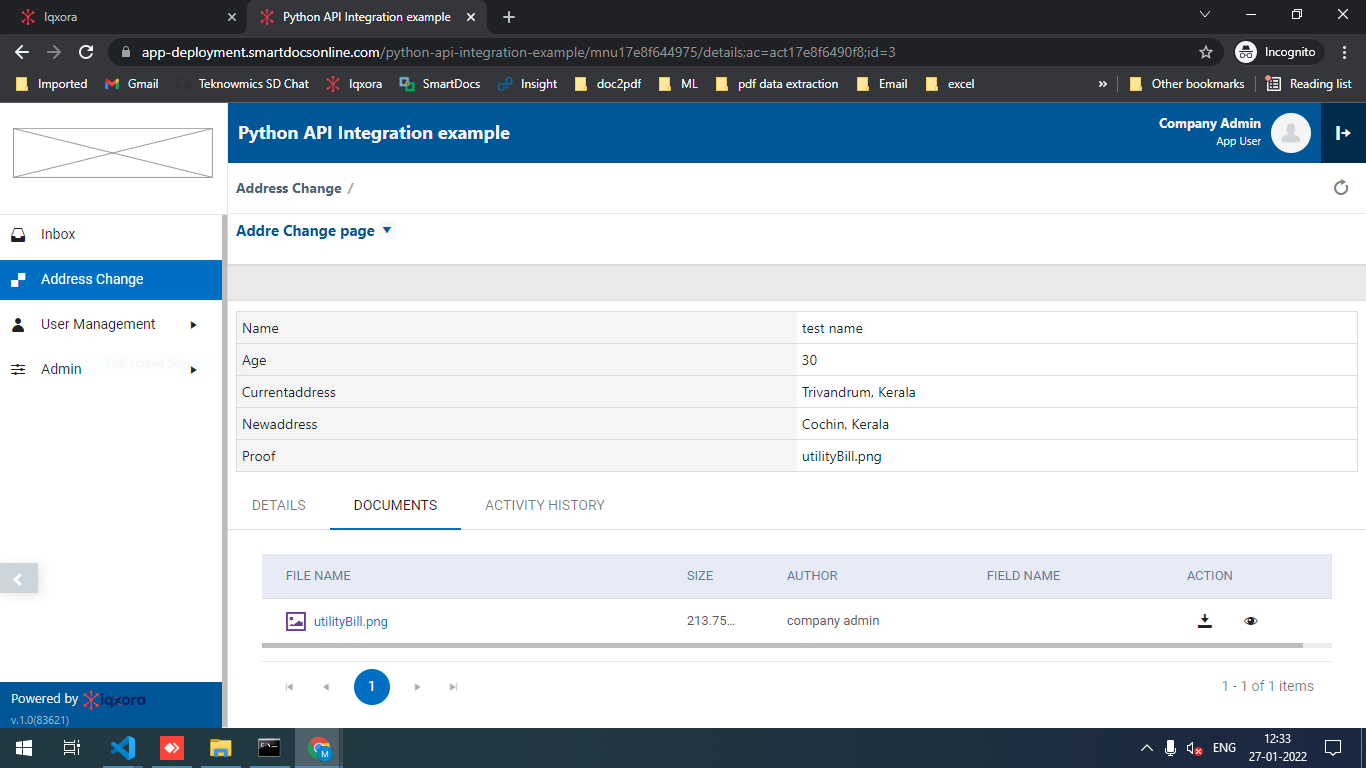 Iqxora
Python API Integration example
app-deployment.smartdocsonline.com/python-api-integration-example/mnu17e8f644975/details;ac=act17e8f6490f8;id=3
Incognito
Imported Gmail Teknowmics SD Chat Iqxora SmartDocs Insight doc2pdf ML pdf data extraction Email excel » Other bookmarks Reading list
Python API Integration example
Company Admin
App User
Address Change /
Addre Change page
Inbox
Address Change
User Management
Admin
Name test name
Age 30
Currentaddress Trivandrum, Kerala
Newaddress Cochin, Kerala
Proof utilityBill.png
DETAILS DOCUMENTS ACTIVITY HISTORY
FILE NAME SIZE AUTHOR FIELD NAME ACTION
utilityBill.png 213.75... company admin
1 1 - 1 of 1 items
Powered by iqxora
v.1.0(83621)
M
ENG
12:33
27-01-2022